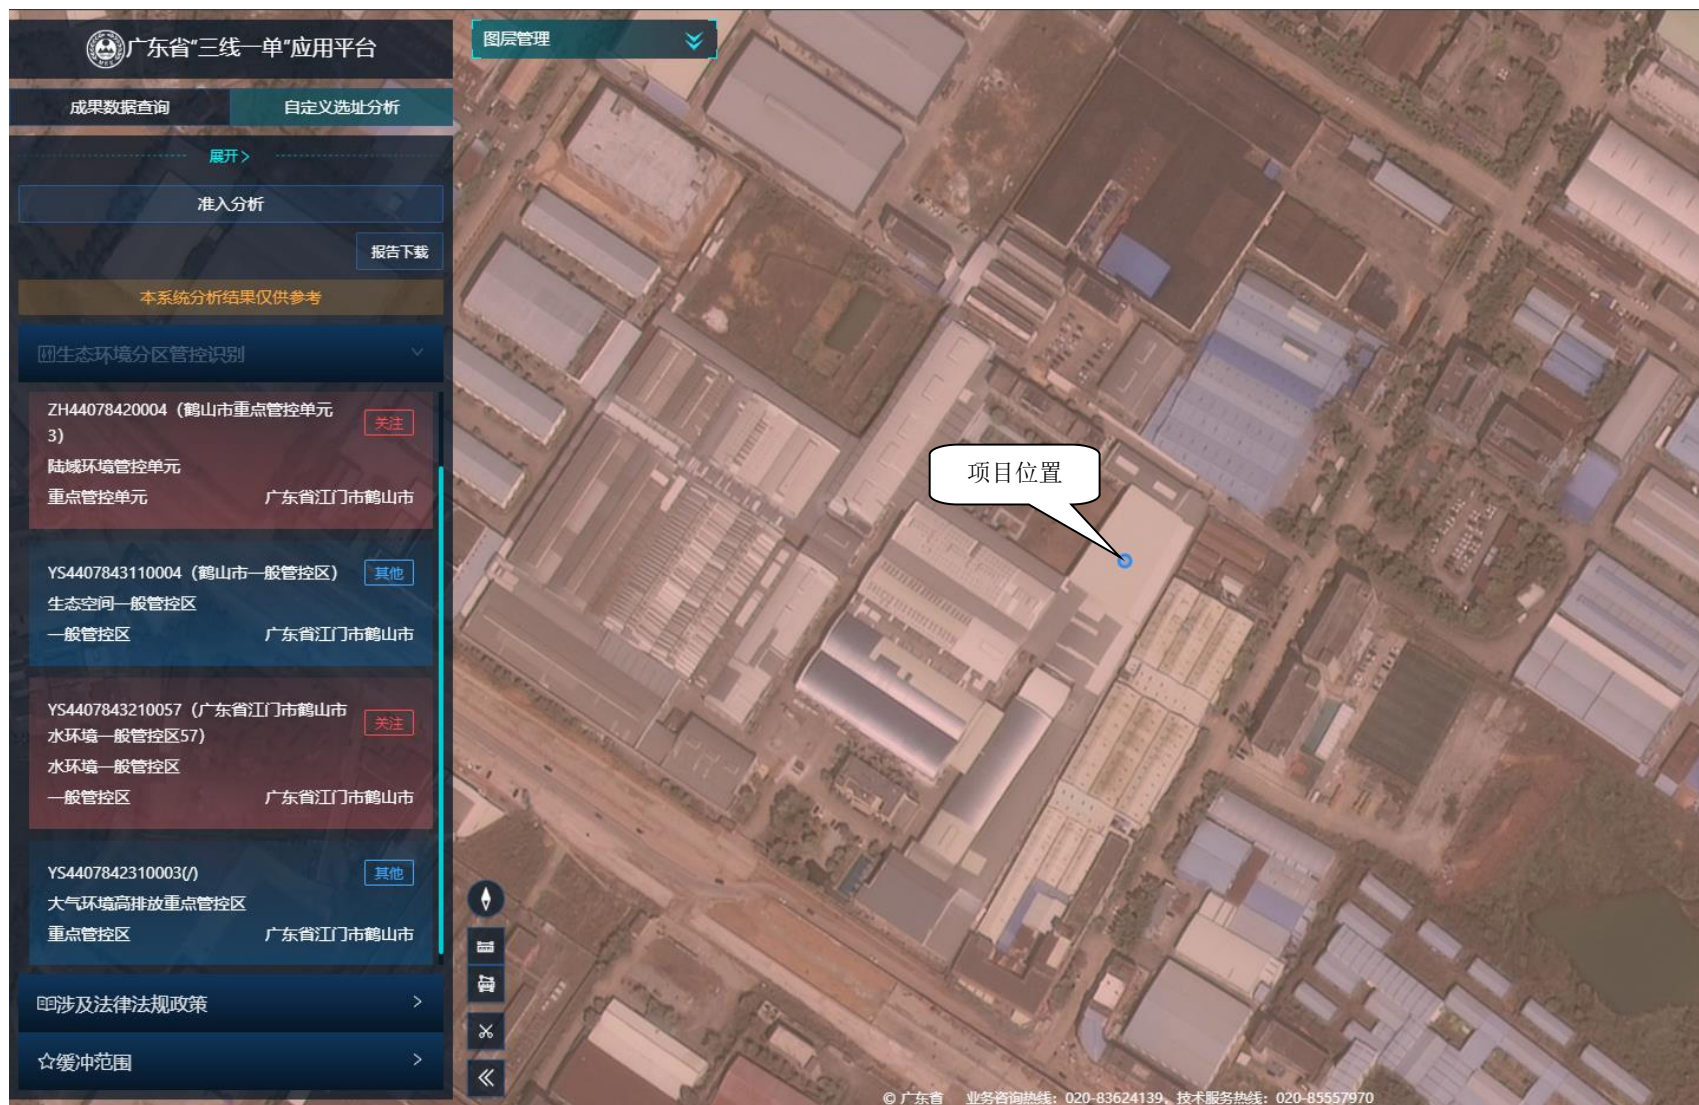 广东省“三线一单”应用平台
图层管理
成果数据查询
自定义选址分析
展开>
准入分析
报告下载
本系统分析结果仅供参考
生态环境分区管控识别
ZH44078420004（鹤山市重点管控单元
3）
关注
陆域环境管控单元
重点管控单元
广东省江门市鹤山市
YS4407843110004（鹤山市一般管控区）
其他
生态空间一般管控区
一般管控区
广东省江门市鹤山市
YS4407843210057（广东省江门市鹤山市
水环境一般管控区57）
关注
水环境一般管控区
一般管控区
广东省江门市鹤山市
YS4407842310003(/)
其他
大气环境高排放重点管控区
重点管控区
广东省江门市鹤山市
涉及法律法规政策
缓冲范围
项目位置
© 广东省 业务咨询热线：020-83624139，技术服务热线：020-85557970